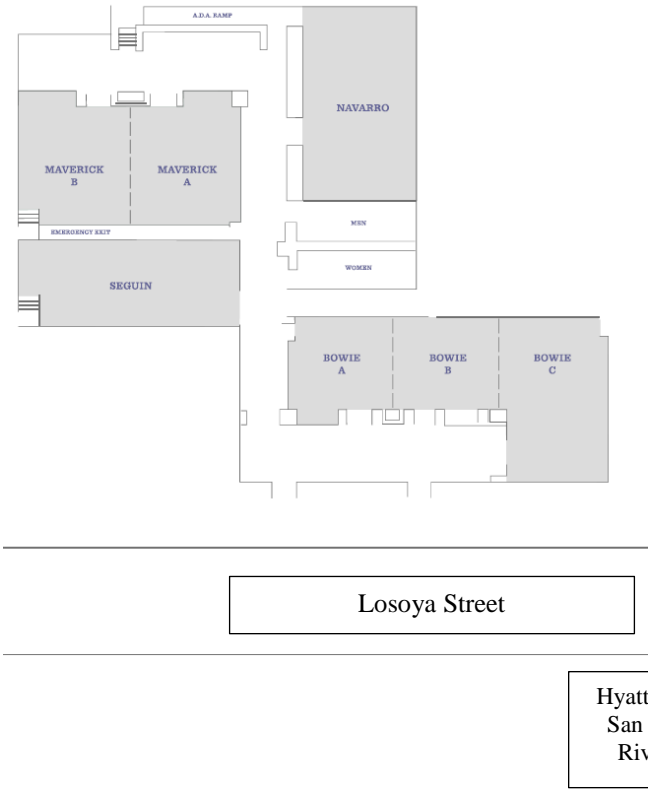 A.D.A. RAMP
NAVARRO
MAVERICK
B
MAVERICK
A
MEN
EMERGENCY EXIT
WOMEN
SEGUIN
BOWIE
A
BOWIE
B
BOWIE
C
Losoya Street
Hyatt
San
Riv